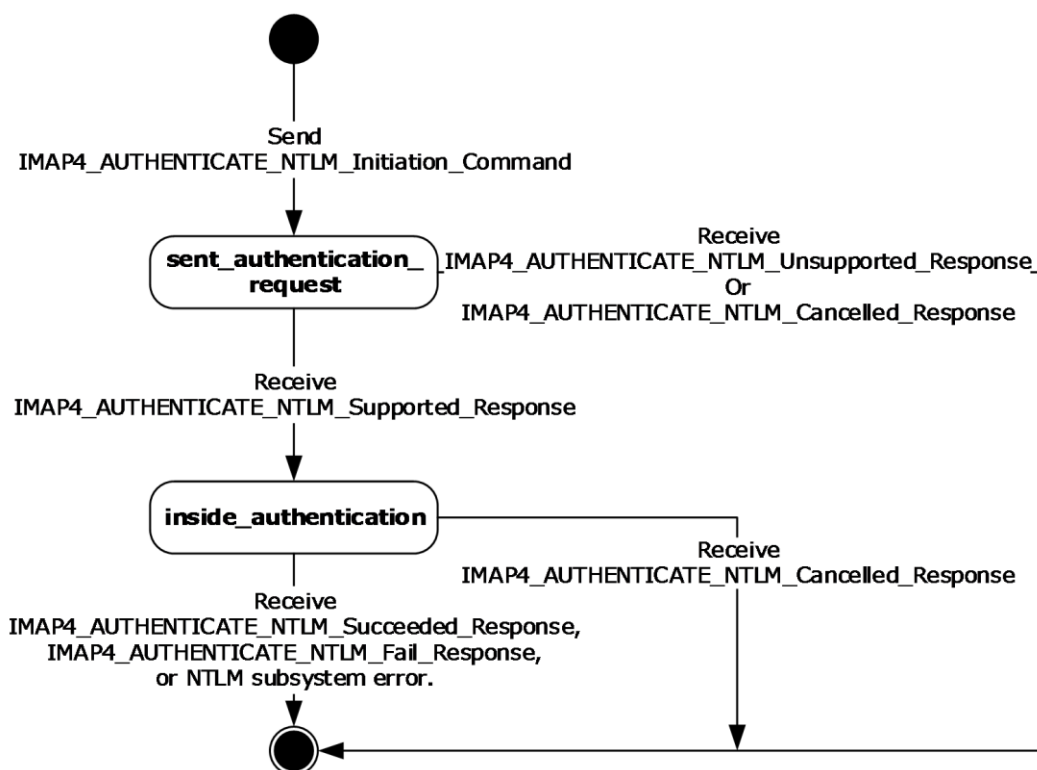 Send
IMAP4_AUTHENTICATE_NTLM_Initiation_Command
sent_authentication_
request
Receive
IMAP4_AUTHENTICATE_NTLM_Unsupported_Response
Or
IMAP4_AUTHENTICATE_NTLM_Cancelled_Response
Receive
IMAP4_AUTHENTICATE_NTLM_Supported_Response
inside_authentication
Receive
IMAP4_AUTHENTICATE_NTLM_Cancelled_Response
Receive
IMAP4_AUTHENTICATE_NTLM_Succeeded_Response,
IMAP4_AUTHENTICATE_NTLM_Fail_Response,
or NTLM subsystem error.